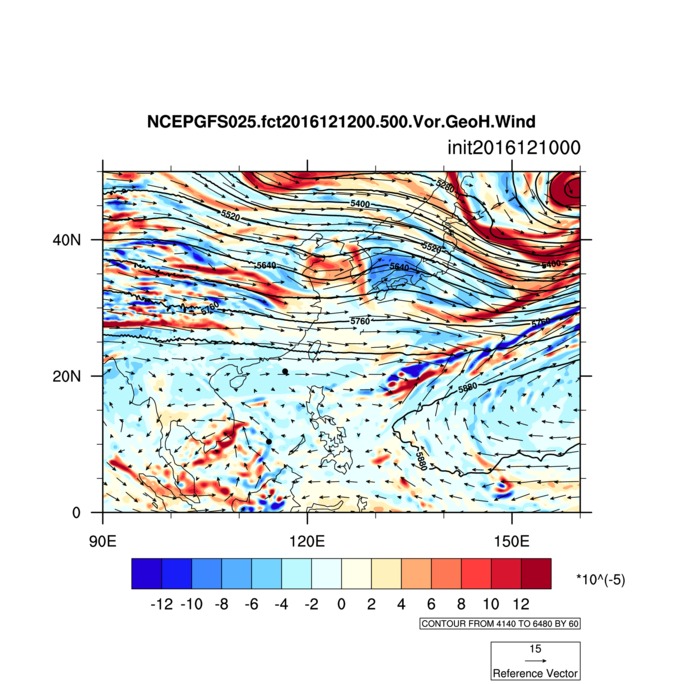 NCEPGFS025.fct2016121200.500.Vor.GeoH.Wind
init2016121000
5280
5400
5520
40N
5520
5640
5640
5400
5760
5760
5760
20N
5880
5880
0
90E 120E 150E
-12 -10 -8 -6 -4 -2 0 2 4 6 8 10 12 *10^(-5)
CONTOUR FROM 4140 TO 6480 BY 60
15
Reference Vector